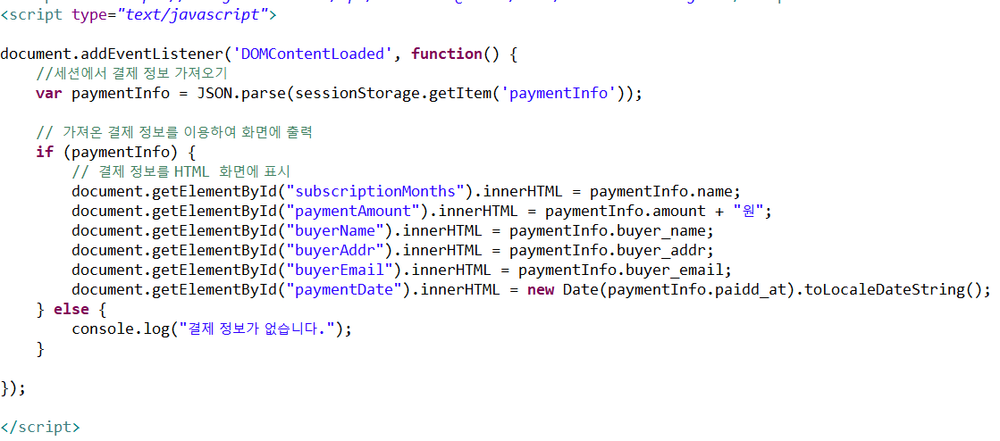 <script type="text/javascript">
document.addEventListener('DOMContentLoaded', function() {
//세션에서 결제 정보 가져오기
var paymentInfo = JSON.parse(sessionStorage.getItem('paymentInfo'));
// 가져온 결제 정보를 이용하여 화면에 출력
if (paymentInfo) {
// 결제 정보를 HTML 화면에 표시
document.getElementById("subscriptionMonths").innerHTML = paymentInfo.name;
document.getElementById("paymentAmount").innerHTML = paymentInfo.amount + "원";
document.getElementById("buyerName").innerHTML = paymentInfo.buyer_name;
document.getElementById("buyerAddr").innerHTML = paymentInfo.buyer_addr;
document.getElementById("buyerEmail").innerHTML = paymentInfo.buyer_email;
document.getElementById("paymentDate").innerHTML = new Date(paymentInfo.paidd_at).toLocaleDateString();
} else {
console.log("결제 정보가 없습니다.");
}
});
</script>